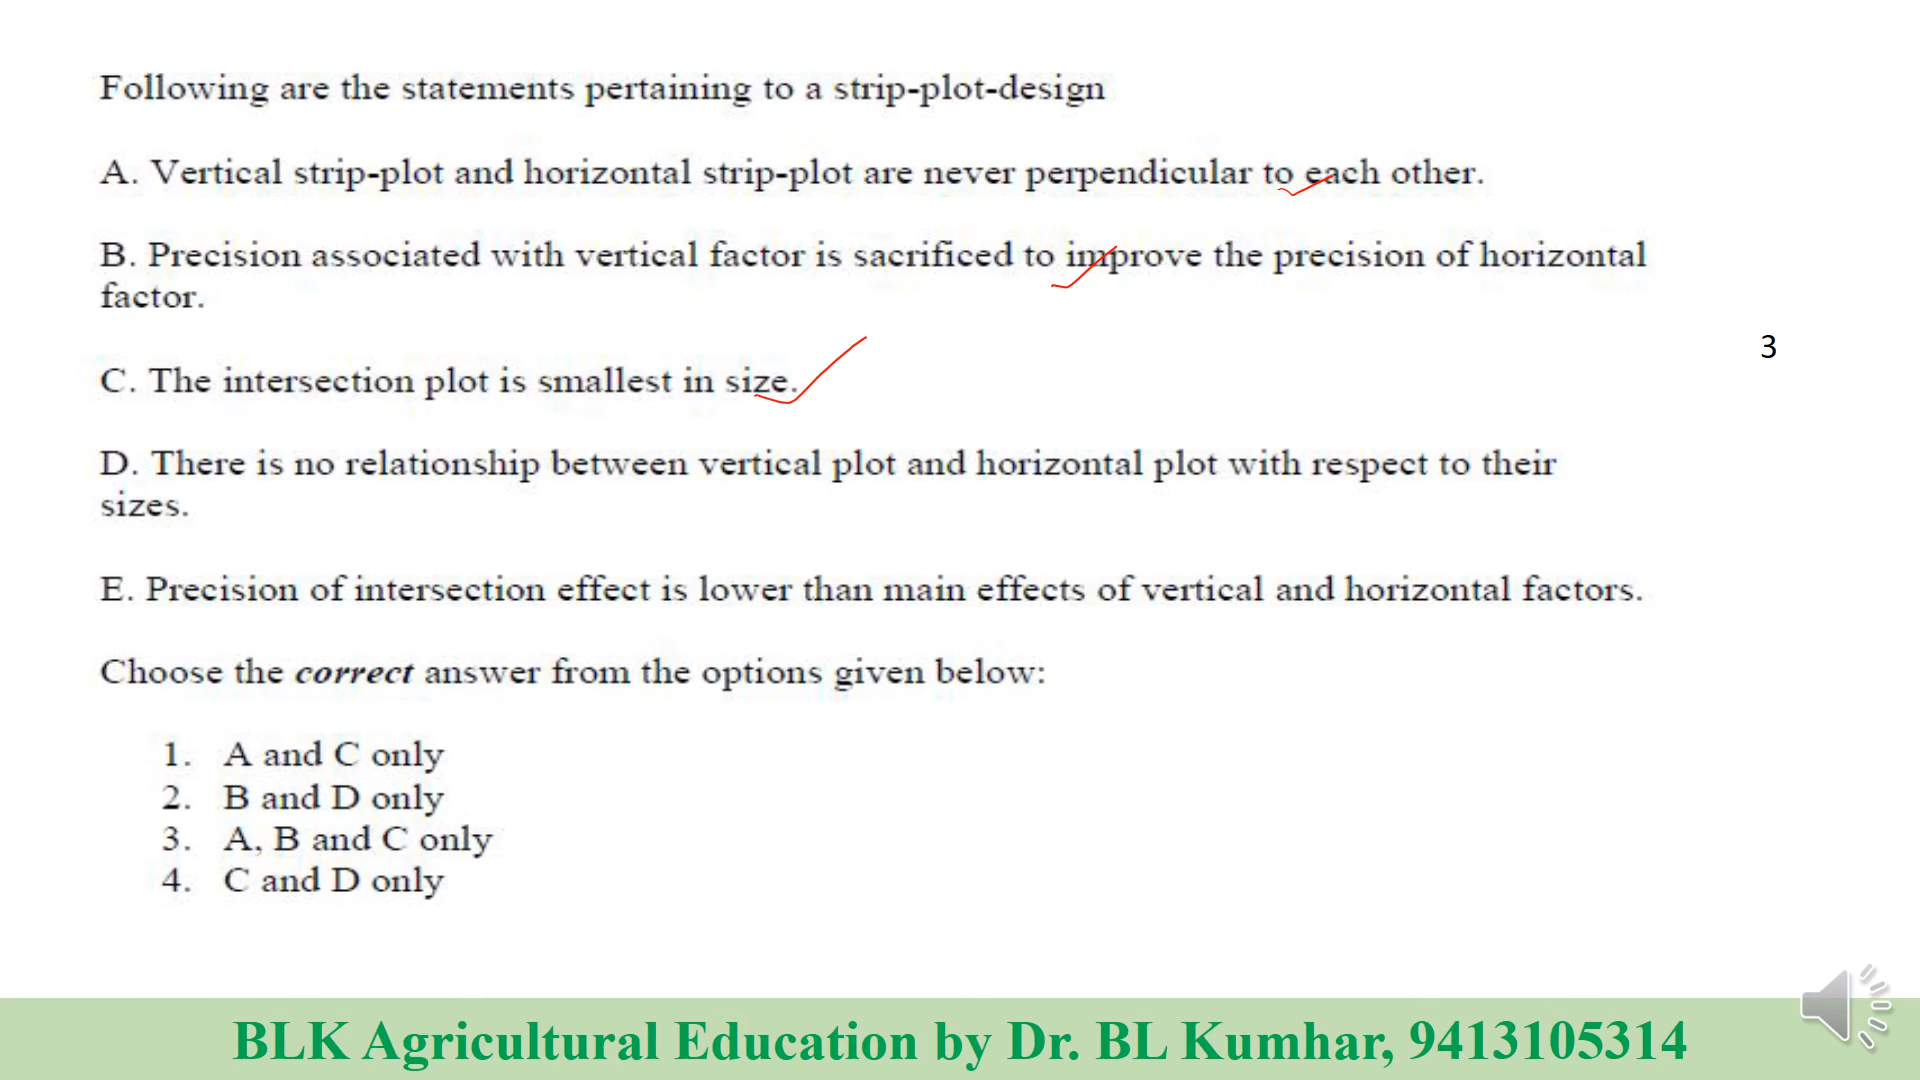 Following are the statements pertaining to a strip-plot-design
A. Vertical strip-plot and horizontal strip-plot are never perpendicular to each other.
B. Precision associated with vertical factor is sacrificed to improve the precision of horizontal
factor.
3
C. The intersection plot is smallest in size.
D. There is no relationship between vertical plot and horizontal plot with respect to their
sizes.
E. Precision of intersection effect is lower than main effects of vertical and horizontal factors.
Choose the correct answer from the options given below:
1. A and C only
2. B and D only
3. A, B and C only
4. C and D only
BLK Agricultural Education by Dr. BL Kumhar, 9413105314